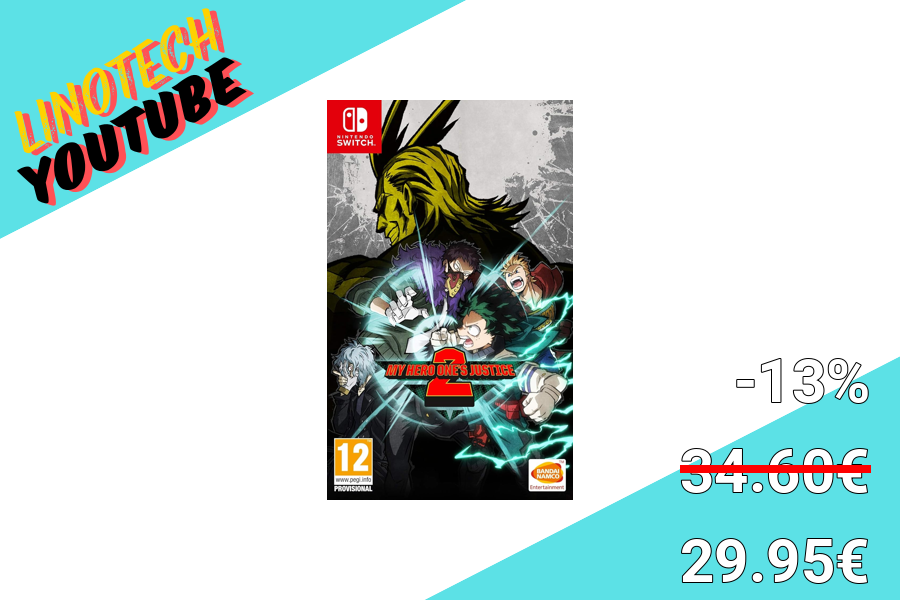 LINOTECH
YOUTUBE
NINTENDO
SWITCH
MY HERO ONE'S JUSTICE
2
12
www.pegi.info
PROVISIONAL
BANDAI
NAMCO
Entertainment
-13%
34.60€
29.95€